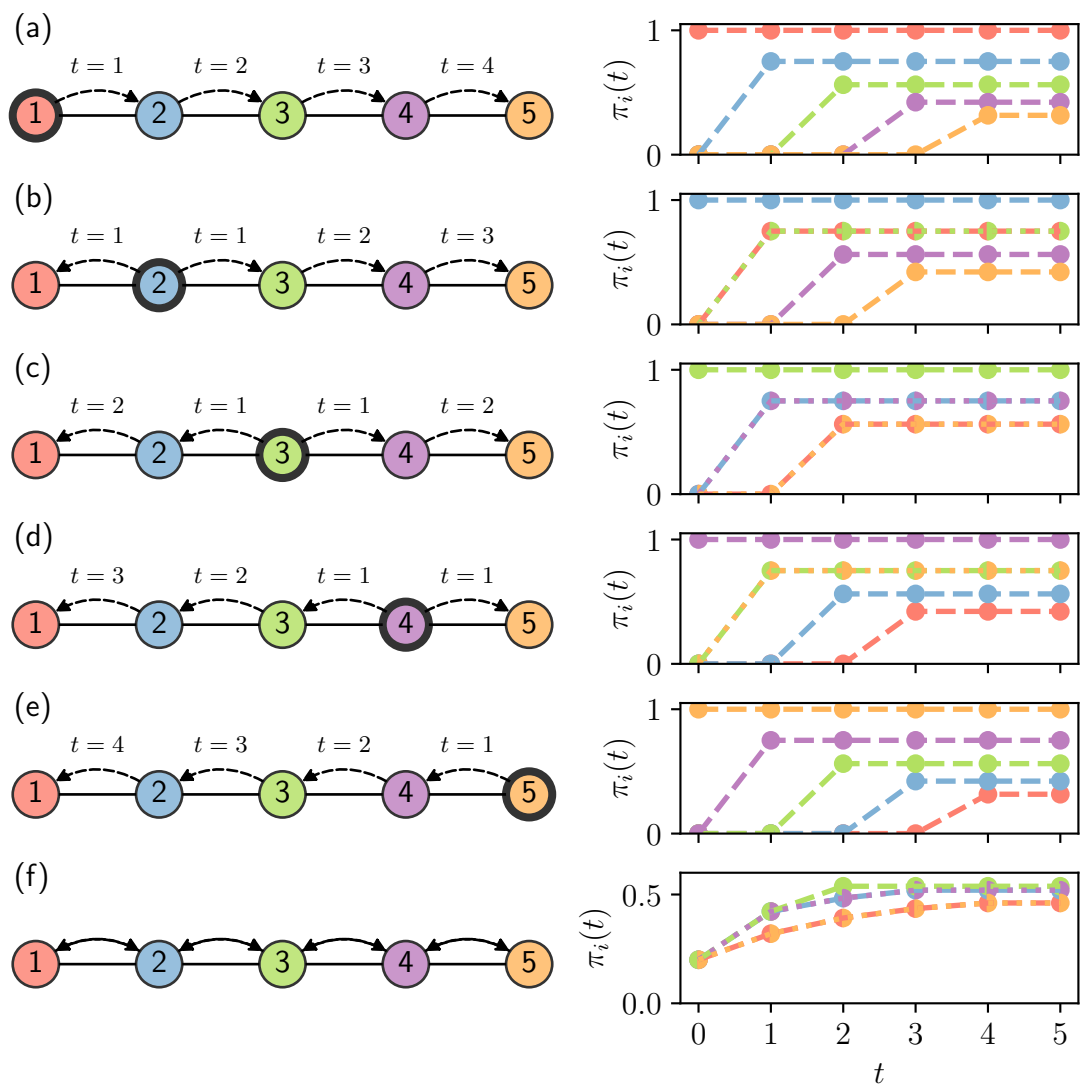 (a)
t = 1 t = 2 t = 3 t = 4
1 2 3 4 5
1
0
π_i(t)
(b)
t = 1 t = 1 t = 2 t = 3
1 2 3 4 5
1
0
π_i(t)
(c)
t = 2 t = 1 t = 1 t = 2
1 2 3 4 5
1
0
π_i(t)
(d)
t = 3 t = 2 t = 1 t = 1
1 2 3 4 5
1
0
π_i(t)
(e)
t = 4 t = 3 t = 2 t = 1
1 2 3 4 5
1
0
π_i(t)
(f)
1 2 3 4 5
0.5
0.0
π_i(t)
0 1 2 3 4 5
t